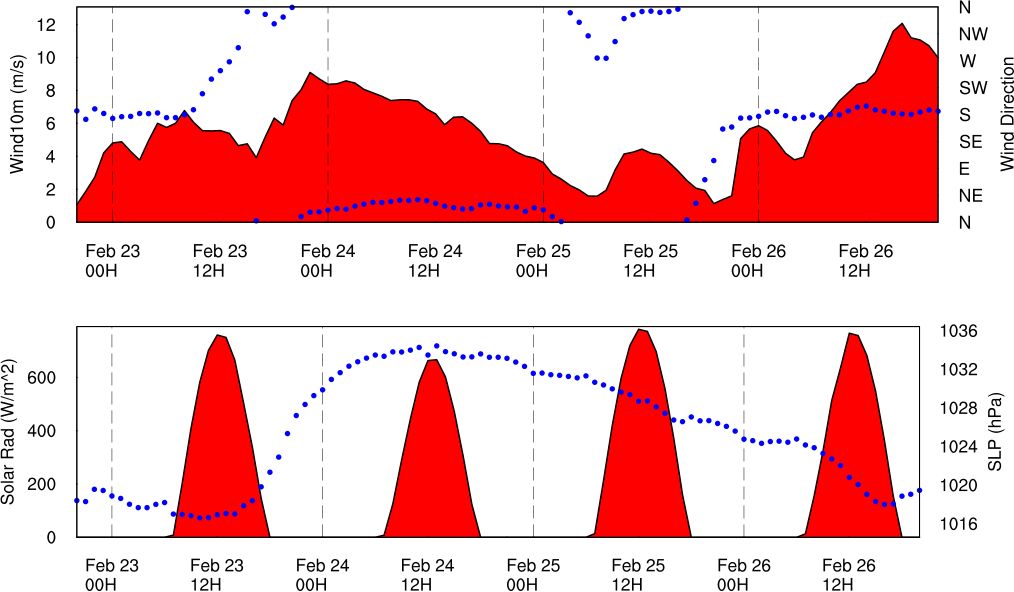 Wind10m (m/s)
12
10
8
6
4
2
0
N
NW
W
SW
S
SE
E
NE
N
Wind Direction
Feb 23 Feb 23 Feb 24 Feb 24 Feb 25 Feb 25 Feb 26 Feb 26
00H 12H 00H 12H 00H 12H 00H 12H
Solar Rad (W/m^2)
600
400
200
0
1036
1032
1028
1024
1020
1016
SLP (hPa)
Feb 23 Feb 23 Feb 24 Feb 24 Feb 25 Feb 25 Feb 26 Feb 26
00H 12H 00H 12H 00H 12H 00H 12H